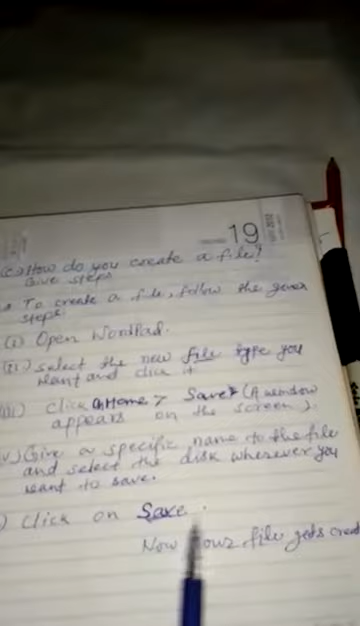 19
(c) How do you create a file?
Give steps
To create a file, follow the given
steps.
(i) Open WordPad.
(ii) Select the new file type you
want and click it
(iii) Click Home > Save (A window
appears on the screen).
v) Give a specific name to the file
and select the disk wherever you
want to save.
) Click on Save.
Now your file gets creat